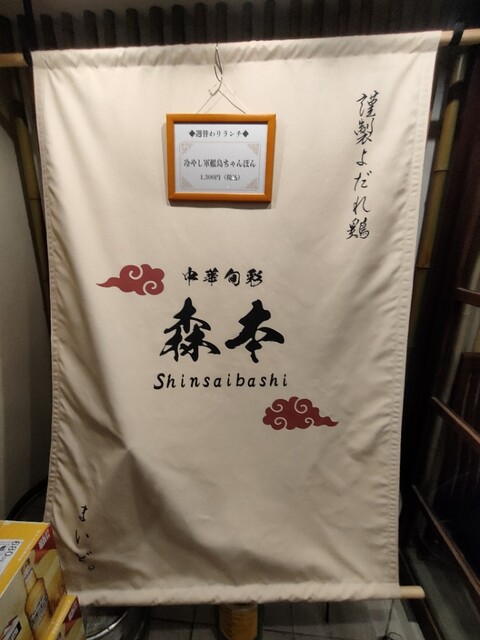 ◆週替わりランチ◆
冷やし軍艦島ちゃんぽん
1,300円(税込)
謹製よだれ鶏
中華旬彩
森本
Shinsaibashi
まいど。
680